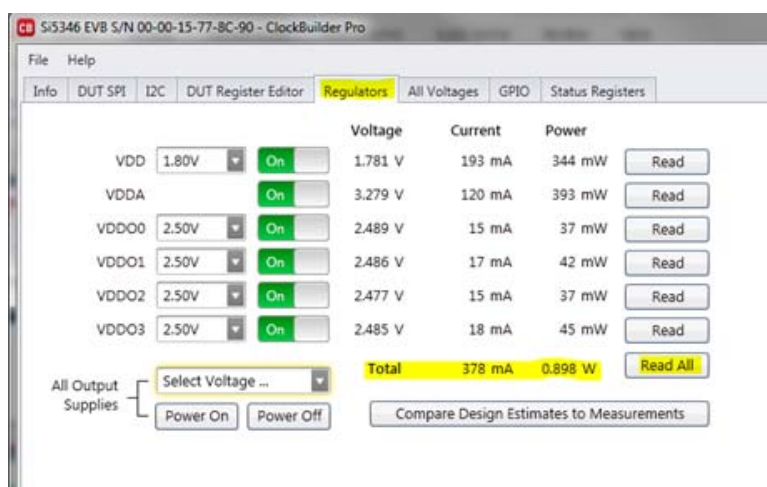 CB Si5346 EVB S/N 00-00-15-77-8C-90 - ClockBuilder Pro
File Help
Info DUT SPI I2C DUT Register Editor Regulators All Voltages GPIO Status Registers
Voltage Current Power
VDD 1.80V On 1.781 V 193 mA 344 mW Read
VDDA On 3.279 V 120 mA 393 mW Read
VDDO0 2.50V On 2.489 V 15 mA 37 mW Read
VDDO1 2.50V On 2.486 V 17 mA 42 mW Read
VDDO2 2.50V On 2.477 V 15 mA 37 mW Read
VDDO3 2.50V On 2.485 V 18 mA 45 mW Read
Total 378 mA 0.898 W Read All
All Output Supplies Select Voltage ...
Power On Power Off Compare Design Estimates to Measurements